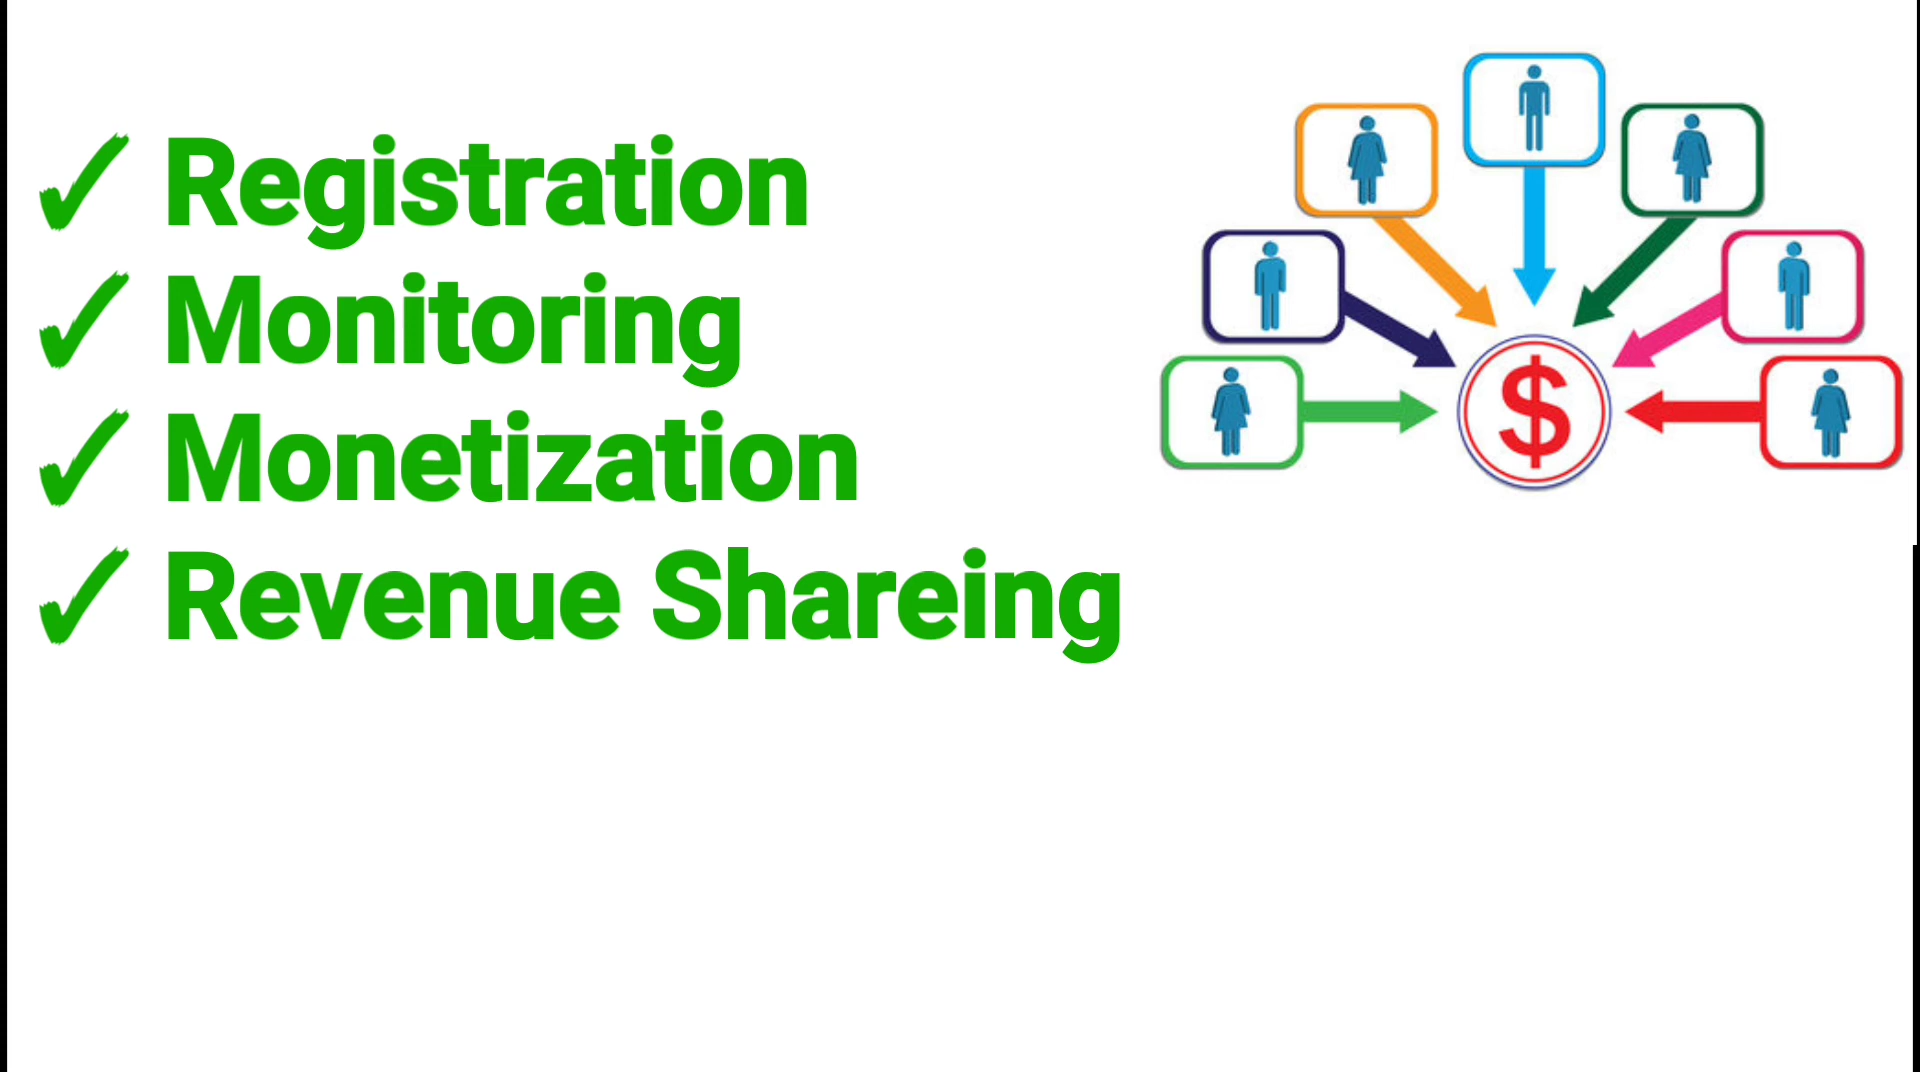 ✓ Registration
✓ Monitoring
✓ Monetization
✓ Revenue Shareing
$